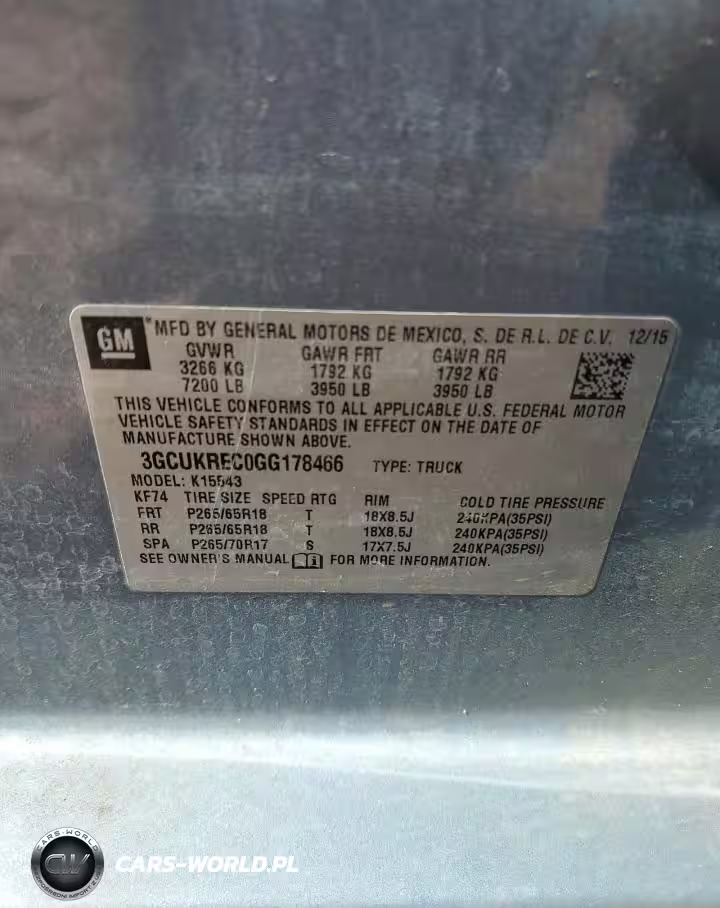 GM
*MFD BY GENERAL MOTORS DE MEXICO, S. DE R.L. DE C.V. 12/15
GVWR GAWR FRT GAWR RR
3266 KG 1792 KG 1792 KG
7200 LB 3950 LB 3950 LB
THIS VEHICLE CONFORMS TO ALL APPLICABLE U.S. FEDERAL MOTOR
VEHICLE SAFETY STANDARDS IN EFFECT ON THE DATE OF
MANUFACTURE SHOWN ABOVE.
3GCUKREC0GG178466 TYPE: TRUCK
MODEL: K15543
KF74 TIRE SIZE SPEED RTG RIM COLD TIRE PRESSURE
FRT P265/65R18 T 18X8.5J 240KPA(35PSI)
RR P265/65R18 T 18X8.5J 240KPA(35PSI)
SPA P265/70R17 S 17X7.5J 240KPA(35PSI)
SEE OWNER'S MANUAL FOR MORE INFORMATION.
CARS-WORLD
CW
CARS-WORLD.PL